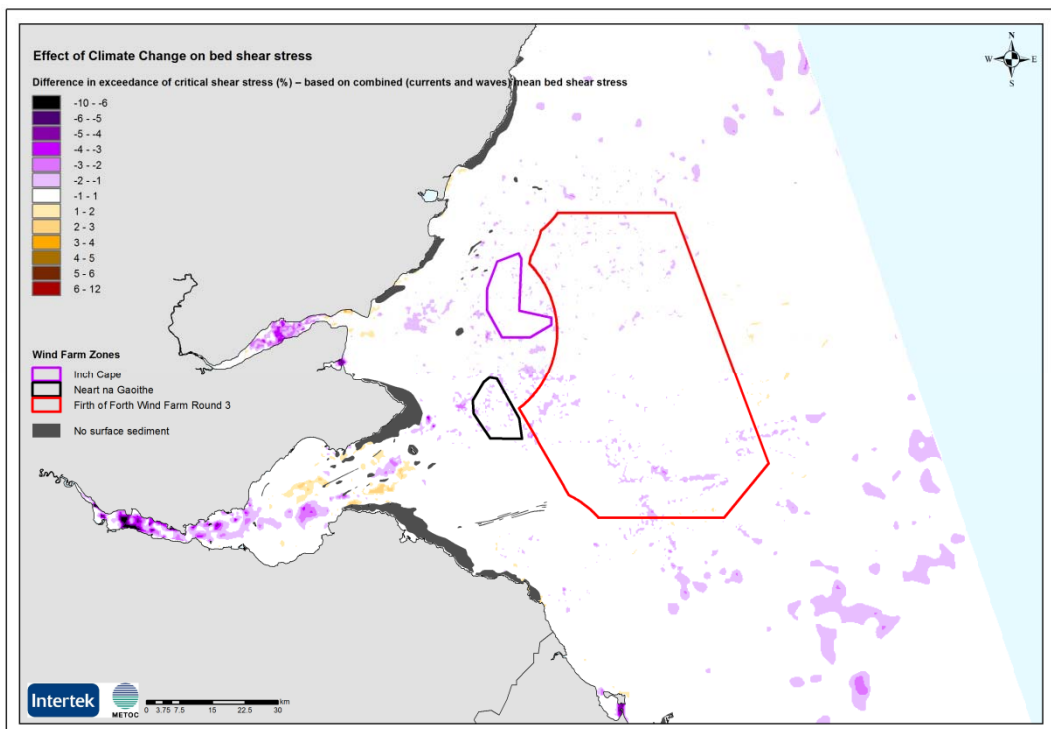 Effect of Climate Change on bed shear stress
Difference in exceedance of critical shear stress (%) – based on combined (currents and waves) mean bed shear stress
-10 - -6
-6 - -5
-5 - -4
-4 - -3
-3 - -2
-2 - -1
-1 - 1
1 - 2
2 - 3
3 - 4
4 - 5
5 - 6
6 - 12
Wind Farm Zones
Inch Cape
Neart na Gaoithe
Firth of Forth Wind Farm Round 3
No surface sediment
N
W E
S
Intertek
METOC
km
0 3.75 7.5 15 22.5 30